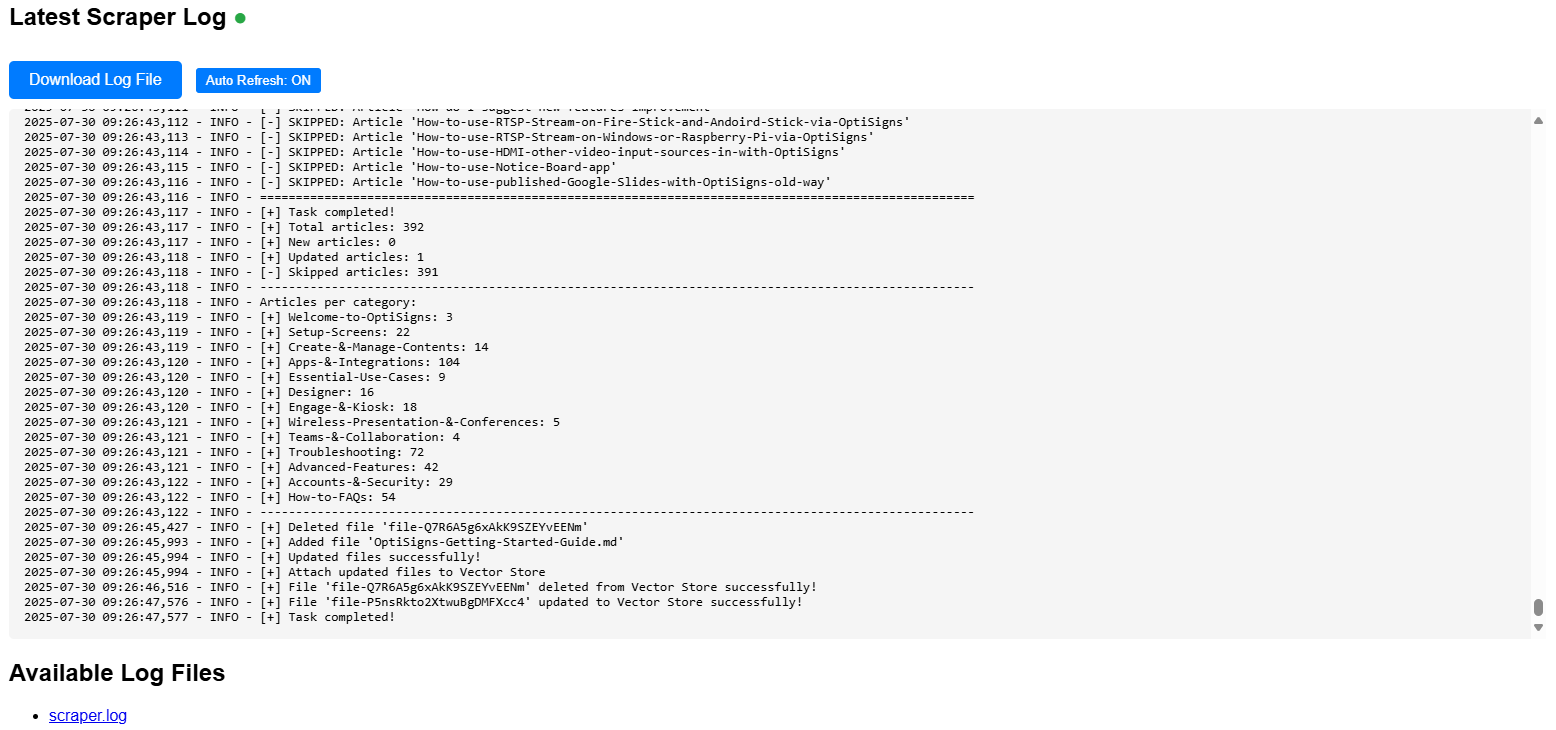 Latest Scraper Log
Download Log File
Auto Refresh: ON
2025-07-30 09:26:43,111 - INFO - [-] SKIPPED: Article 'How-do-I-suggest-new-features-improvement'
2025-07-30 09:26:43,112 - INFO - [-] SKIPPED: Article 'How-to-use-RTSP-Stream-on-Fire-Stick-and-Andoird-Stick-via-OptiSigns'
2025-07-30 09:26:43,113 - INFO - [-] SKIPPED: Article 'How-to-use-RTSP-Stream-on-Windows-or-Raspberry-Pi-via-OptiSigns'
2025-07-30 09:26:43,114 - INFO - [-] SKIPPED: Article 'How-to-use-HDMI-other-video-input-sources-in-with-OptiSigns'
2025-07-30 09:26:43,115 - INFO - [-] SKIPPED: Article 'How-to-use-Notice-Board-app'
2025-07-30 09:26:43,116 - INFO - [-] SKIPPED: Article 'How-to-use-published-Google-Slides-with-OptiSigns-old-way'
2025-07-30 09:26:43,116 - INFO - ====================================================================================================
2025-07-30 09:26:43,117 - INFO - [+] Task completed!
2025-07-30 09:26:43,117 - INFO - [+] Total articles: 392
2025-07-30 09:26:43,117 - INFO - [+] New articles: 0
2025-07-30 09:26:43,118 - INFO - [+] Updated articles: 1
2025-07-30 09:26:43,118 - INFO - [-] Skipped articles: 391
2025-07-30 09:26:43,118 - INFO - ----------------------------------------------------------------------------------------------------
2025-07-30 09:26:43,118 - INFO - Articles per category:
2025-07-30 09:26:43,119 - INFO - [+] Welcome-to-OptiSigns: 3
2025-07-30 09:26:43,119 - INFO - [+] Setup-Screens: 22
2025-07-30 09:26:43,119 - INFO - [+] Create-&-Manage-Contents: 14
2025-07-30 09:26:43,120 - INFO - [+] Apps-&-Integrations: 104
2025-07-30 09:26:43,120 - INFO - [+] Essential-Use-Cases: 9
2025-07-30 09:26:43,120 - INFO - [+] Designer: 16
2025-07-30 09:26:43,120 - INFO - [+] Engage-&-Kiosk: 18
2025-07-30 09:26:43,121 - INFO - [+] Wireless-Presentation-&-Conferences: 5
2025-07-30 09:26:43,121 - INFO - [+] Teams-&-Collaboration: 4
2025-07-30 09:26:43,121 - INFO - [+] Troubleshooting: 72
2025-07-30 09:26:43,121 - INFO - [+] Advanced-Features: 42
2025-07-30 09:26:43,122 - INFO - [+] Accounts-&-Security: 29
2025-07-30 09:26:43,122 - INFO - [+] How-to-FAQs: 54
2025-07-30 09:26:43,122 - INFO - ----------------------------------------------------------------------------------------------------
2025-07-30 09:26:45,427 - INFO - [+] Deleted file 'file-Q7R6A5g6xAkK9SZEYvEENm'
2025-07-30 09:26:45,993 - INFO - [+] Added file 'OptiSigns-Getting-Started-Guide.md'
2025-07-30 09:26:45,994 - INFO - [+] Updated files successfully!
2025-07-30 09:26:45,994 - INFO - [+] Attach updated files to Vector Store
2025-07-30 09:26:46,516 - INFO - [+] File 'file-Q7R6A5g6xAkK9SZEYvEENm' deleted from Vector Store successfully!
2025-07-30 09:26:47,576 - INFO - [+] File 'file-P5nsRkto2XtwuBgDMFXcc4' updated to Vector Store successfully!
2025-07-30 09:26:47,577 - INFO - [+] Task completed!
Available Log Files
scraper.log